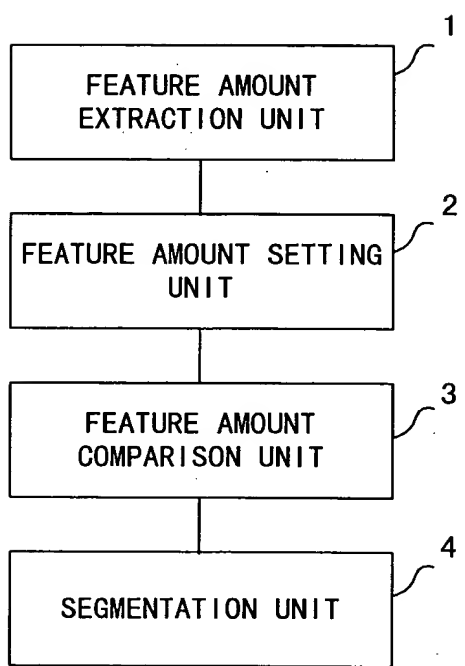 1
FEATURE AMOUNT
EXTRACTION UNIT
2
FEATURE AMOUNT SETTING
UNIT
3
FEATURE AMOUNT
COMPARISON UNIT
4
SEGMENTATION UNIT